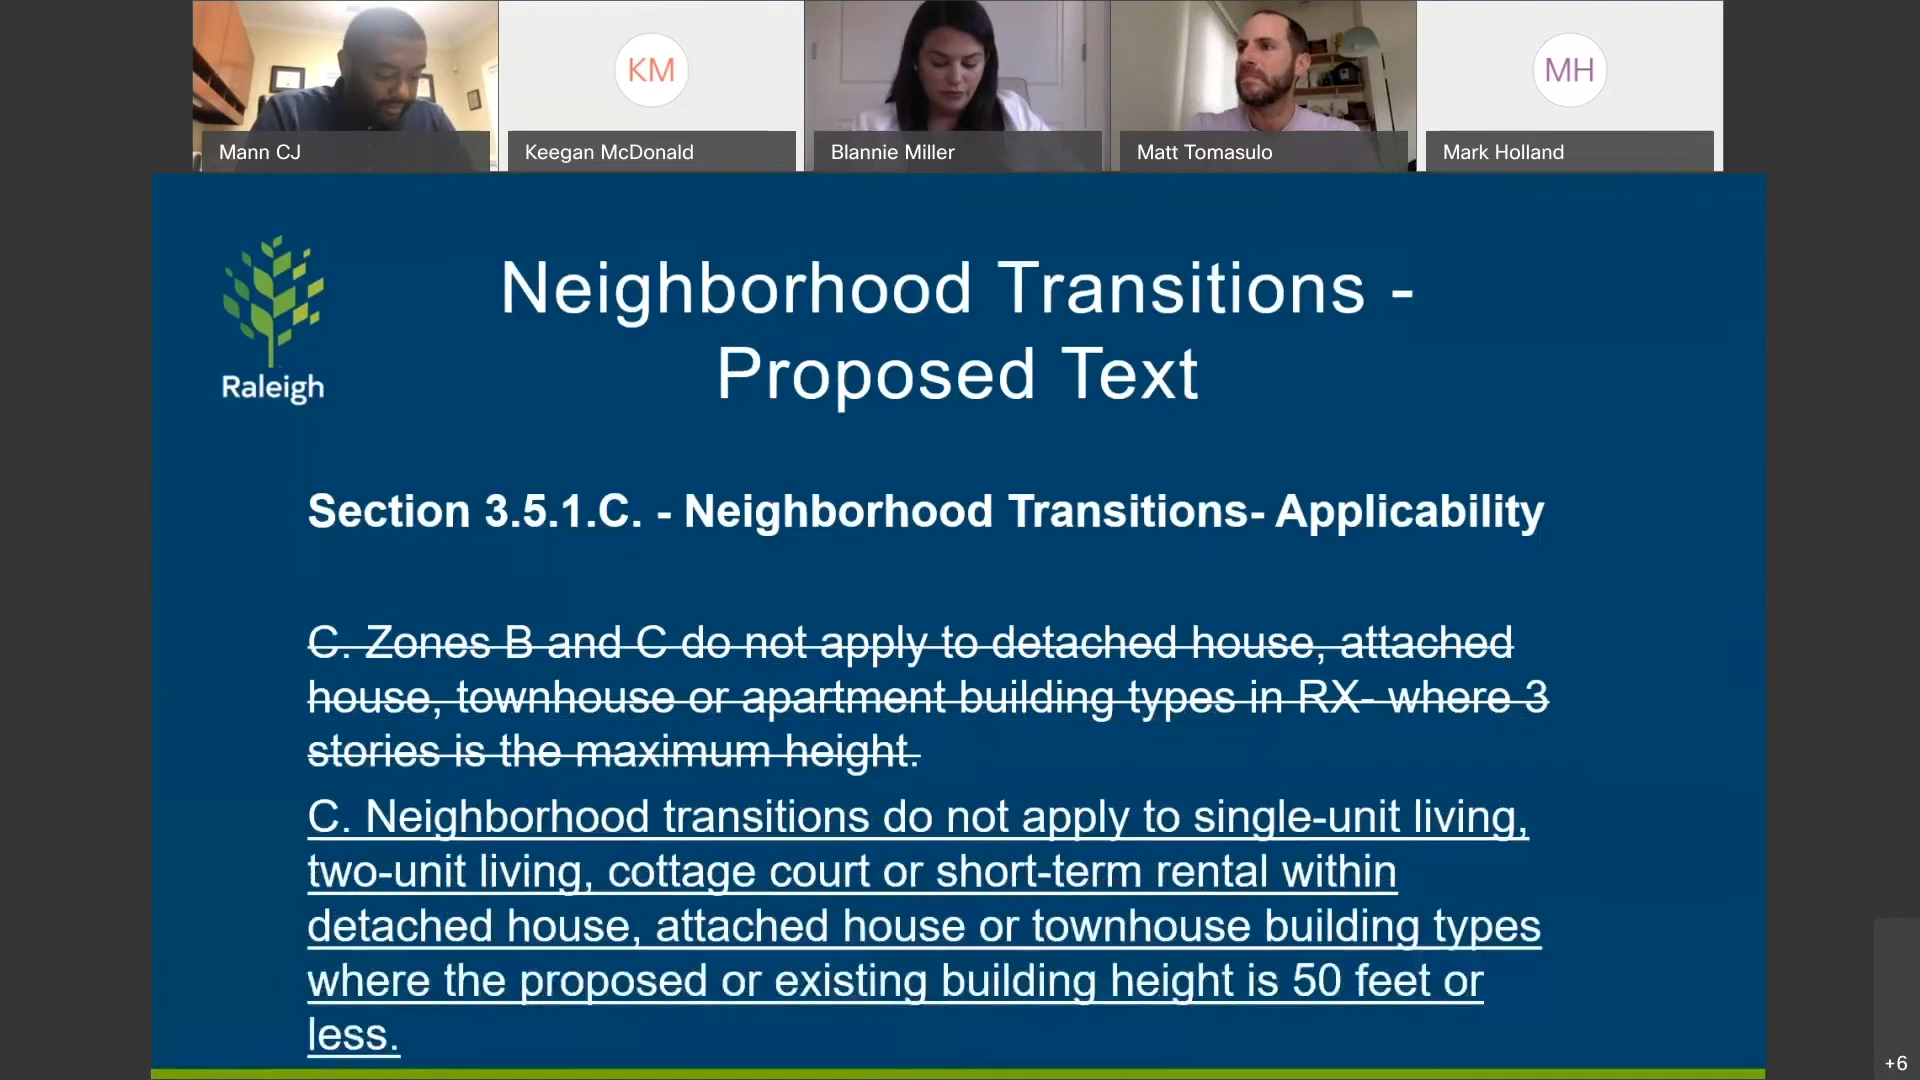 KM
MH
Mann CJ
Keegan McDonald
Blannie Miller
Matt Tomasulo
Mark Holland
Raleigh
Neighborhood Transitions -
Proposed Text
Section 3.5.1.C. - Neighborhood Transitions- Applicability
C. Zones B and C do not apply to detached house, attached
house, townhouse or apartment building types in RX- where 3
stories is the maximum height.
C. Neighborhood transitions do not apply to single-unit living,
two-unit living, cottage court or short-term rental within
detached house, attached house or townhouse building types
where the proposed or existing building height is 50 feet or
less.
+6